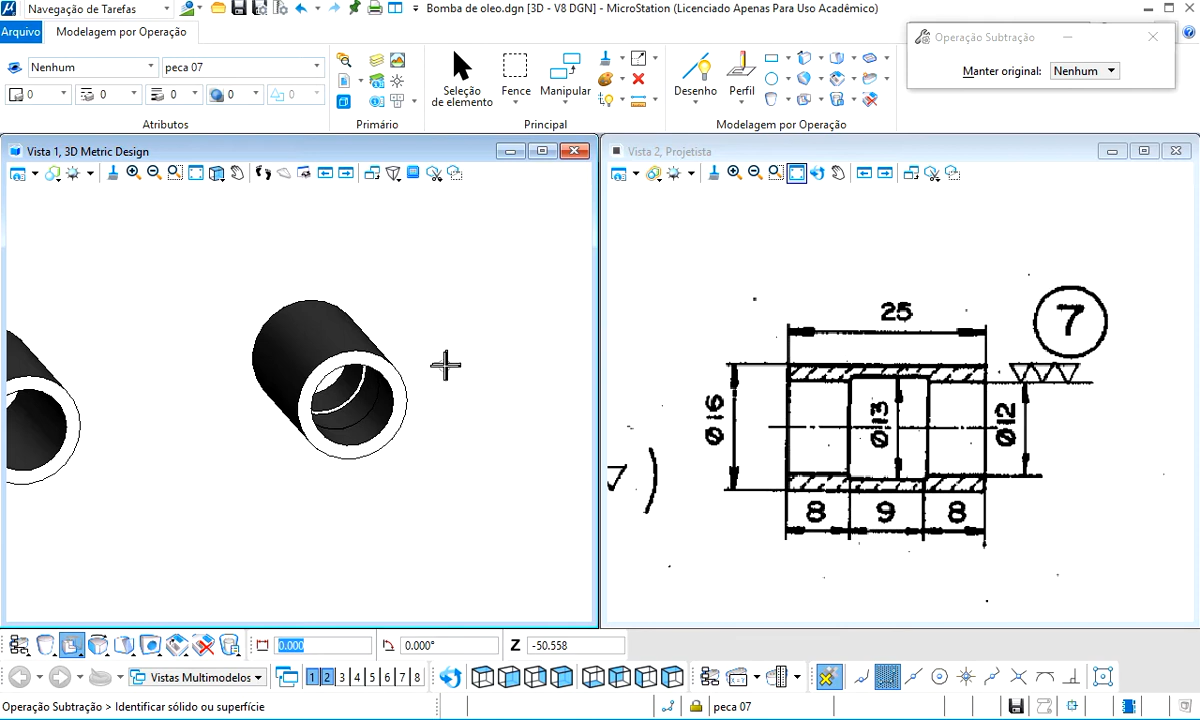 Navegação de Tarefas
Bomba de oleo.dgn [3D - V8 DGN] - MicroStation (Licenciado Apenas Para Uso Acadêmico)
Arquivo
Modelagem por Operação
Operação Subtração
Manter original: Nenhum
Nenhum
peca 07
0
0
0
0
0
Seleção de elemento
Fence
Manipular
Desenho
Perfil
Atributos
Primário
Principal
Modelagem por Operação
Vista 1, 3D Metric Design
Vista 2, Projetista
25
7
Ø16
Ø13
Ø12
8
9
8
0.000
0.000°
Z
-50.558
Vistas Multimodelos
1 2 3 4 5 6 7 8
Operação Subtração > Identificar sólido ou superfície
peca 07